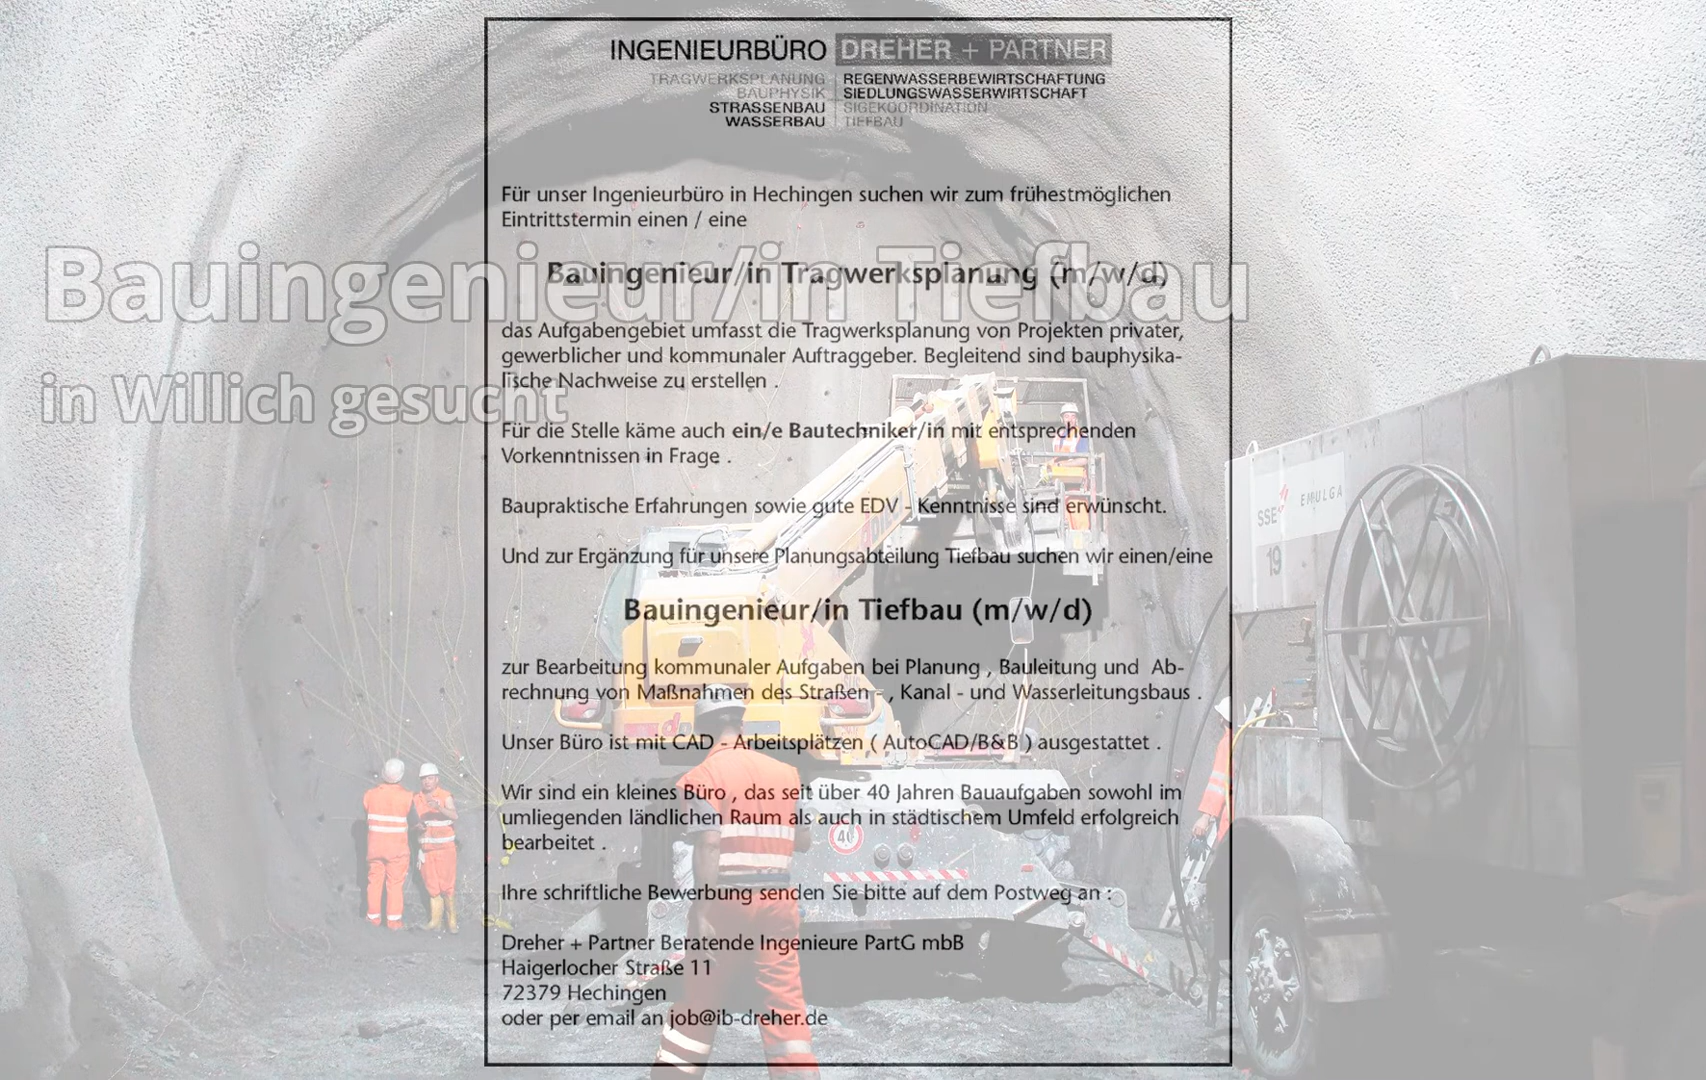 INGENIEURBÜRO DREHER + PARTNER
TRAGWERKSPLANUNG REGENWASSERBEWIRTSCHAFTUNG
BAUPHYSIK SIEDLUNGSWASSERWIRTSCHAFT
STRASSENBAU SIGEKOORDINATION
WASSERBAU TIEFBAU
Für unser Ingenieurbüro in Hechingen suchen wir zum frühestmöglichen
Eintrittstermin einen / eine
Bauingenieur/in Tiefbau
Bauingenieur/in Tragwerksplanung (m/w/d)
das Aufgabengebiet umfasst die Tragwerksplanung von Projekten privater,
gewerblicher und kommunaler Auftraggeber. Begleitend sind bauphysika-
lische Nachweise zu erstellen .
in Willich gesucht
Für die Stelle käme auch ein/e Bautechniker/in mit entsprechenden
Vorkenntnissen in Frage .
Baupraktische Erfahrungen sowie gute EDV - Kenntnisse sind erwünscht.
SSE EMULGA
19
Und zur Ergänzung für unsere Planungsabteilung Tiefbau suchen wir einen/eine
Bauingenieur/in Tiefbau (m/w/d)
zur Bearbeitung kommunaler Aufgaben bei Planung , Bauleitung und Ab-
rechnung von Maßnahmen des Straßen - , Kanal - und Wasserleitungsbaus .
Unser Büro ist mit CAD - Arbeitsplätzen ( AutoCAD/B&B ) ausgestattet .
Wir sind ein kleines Büro , das seit über 40 Jahren Bauaufgaben sowohl im
umliegenden ländlichen Raum als auch in städtischem Umfeld erfolgreich
bearbeitet .
40
Ihre schriftliche Bewerbung senden Sie bitte auf dem Postweg an :
Dreher + Partner Beratende Ingenieure PartG mbB
Haigerlocher Straße 11
72379 Hechingen
oder per email an job@ib-dreher.de